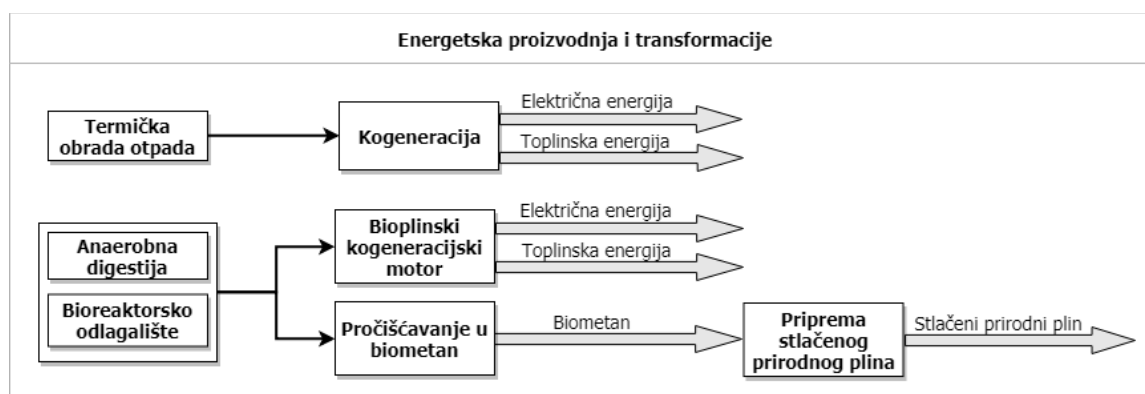 Energetska proizvodnja i transformacije
Termička
obrada otpada
Kogeneracija
Električna energija
Toplinska energija
Anaerobna
digestija
Bioreaktorsko
odlagalište
Bioplinski
kogeneracijski
motor
Električna energija
Toplinska energija
Pročišćavanje u
biometan
Biometan
Priprema
stlačenog
prirodnog plina
Stlačeni prirodni plin